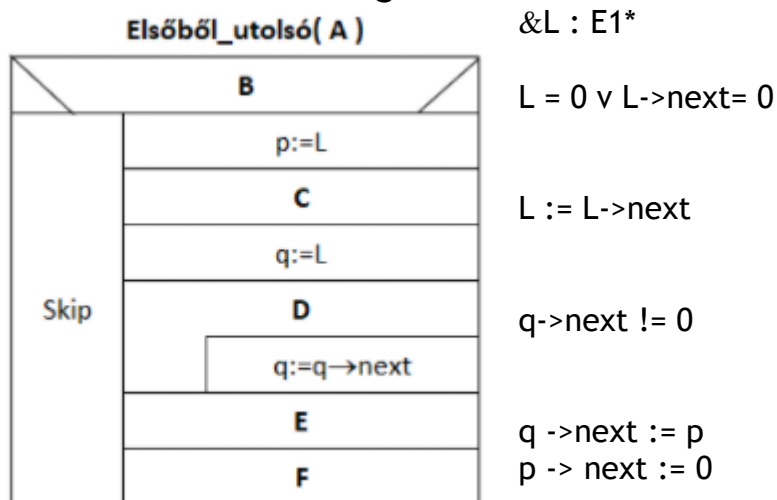 Elsőből_utolsó( A )
&L : E1*
B
L = 0 v L->next= 0
p:=L
C
L := L->next
q:=L
Skip
D
q->next != 0
q:=q→next
E
q ->next := p
F
p -> next := 0